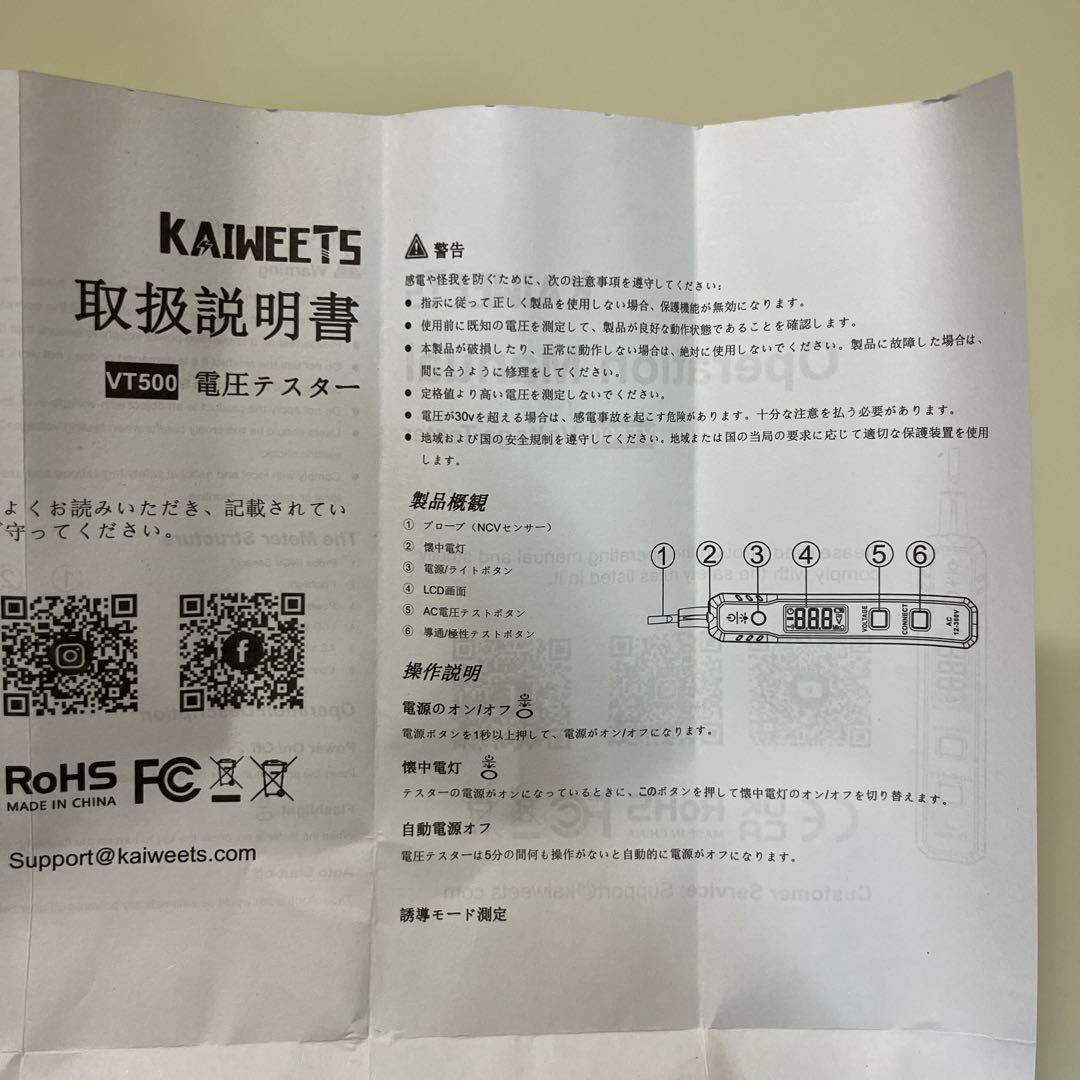 KAIWEETS
取扱説明書
VT500 電圧テスター
よくお読みいただき、記載されてい
守ってください。
RoHS FC
MADE IN CHINA
Support@kaiweets.com
警告
感電や怪我を防ぐために、次の注意事項を遵守してください:
● 指示に従って正しく製品を使用しない場合、保護機能が無効になります。
● 使用前に既知の電圧を測定して、製品が良好な動作状態であることを確認します。
● 本製品が破損したり、正常に動作しない場合は、絶対に使用しないでください。製品に故障した場合は、
間に合うように修理をしてください。
● 定格値より高い電圧を測定しないでください。
● 電圧が30vを超える場合は、感電事故を起こす危険があります。十分な注意を払う必要があります。
● 地域および国の安全規制を遵守してください。地域または国の当局の要求に応じて適切な保護装置を使用
します。
製品概観
① プローブ（NCVセンサー）
② 懐中電灯
③ 電源/ライトボタン
④ LCD画面
⑤ AC電圧テストボタン
⑥ 導通/極性テストボタン
① ② ③ ④ ⑤ ⑥
VOLTAGE
CONNECT
AC
12-300V
操作説明
電源のオン/オフ
電源ボタンを1秒以上押して、電源がオン/オフになります。
懐中電灯
テスターの電源がオンになっているときに、このボタンを押して懐中電灯のオン/オフを切り替えます。
自動電源オフ
電圧テスターは5分の間何も操作がないと自動的に電源がオフになります。
誘導モード測定